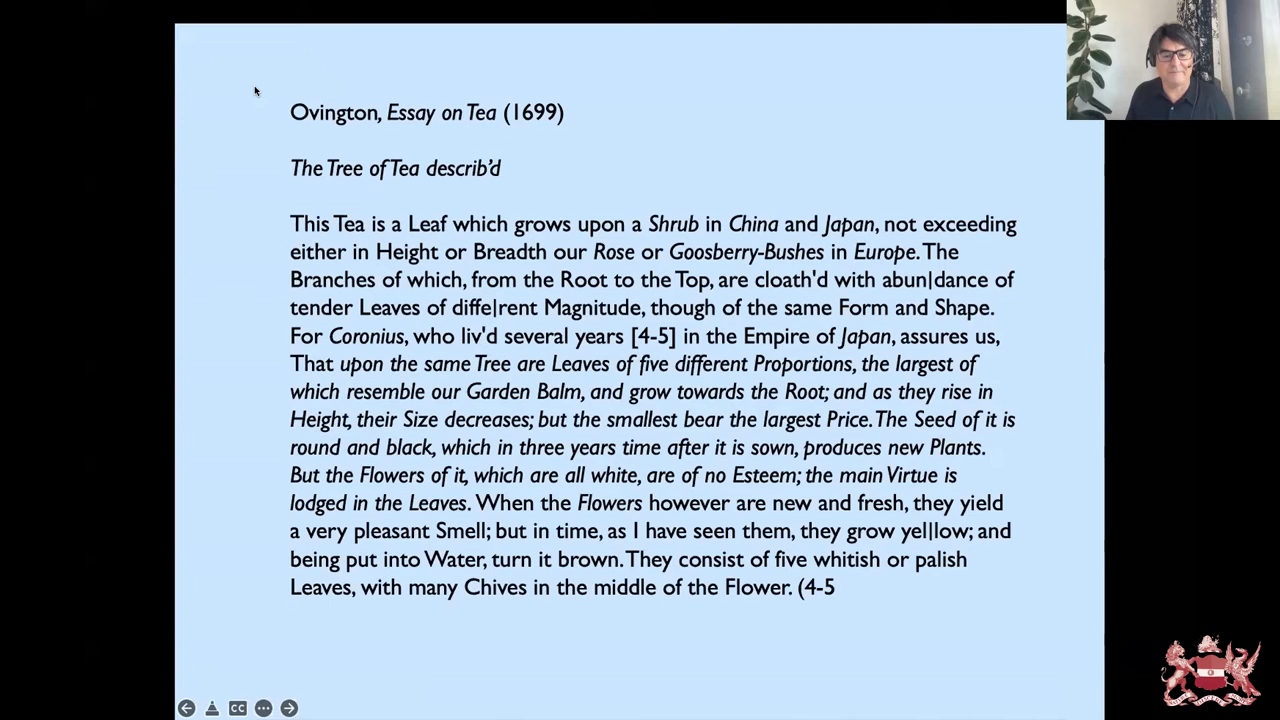 Ovington, Essay on Tea (1699)
The Tree of Tea describ’d
This Tea is a Leaf which grows upon a Shrub in China and Japan, not exceeding
either in Height or Breadth our Rose or Goosberry-Bushes in Europe. The
Branches of which, from the Root to the Top, are cloath'd with abun|dance of
tender Leaves of diffe|rent Magnitude, though of the same Form and Shape.
For Coronius, who liv'd several years [4-5] in the Empire of Japan, assures us,
That upon the same Tree are Leaves of five different Proportions, the largest of
which resemble our Garden Balm, and grow towards the Root; and as they rise in
Height, their Size decreases; but the smallest bear the largest Price. The Seed of it is
round and black, which in three years time after it is sown, produces new Plants.
But the Flowers of it, which are all white, are of no Esteem; the main Virtue is
lodged in the Leaves. When the Flowers however are new and fresh, they yield
a very pleasant Smell; but in time, as I have seen them, they grow yel|low; and
being put into Water, turn it brown. They consist of five whitish or palish
Leaves, with many Chives in the middle of the Flower. (4-5
CC